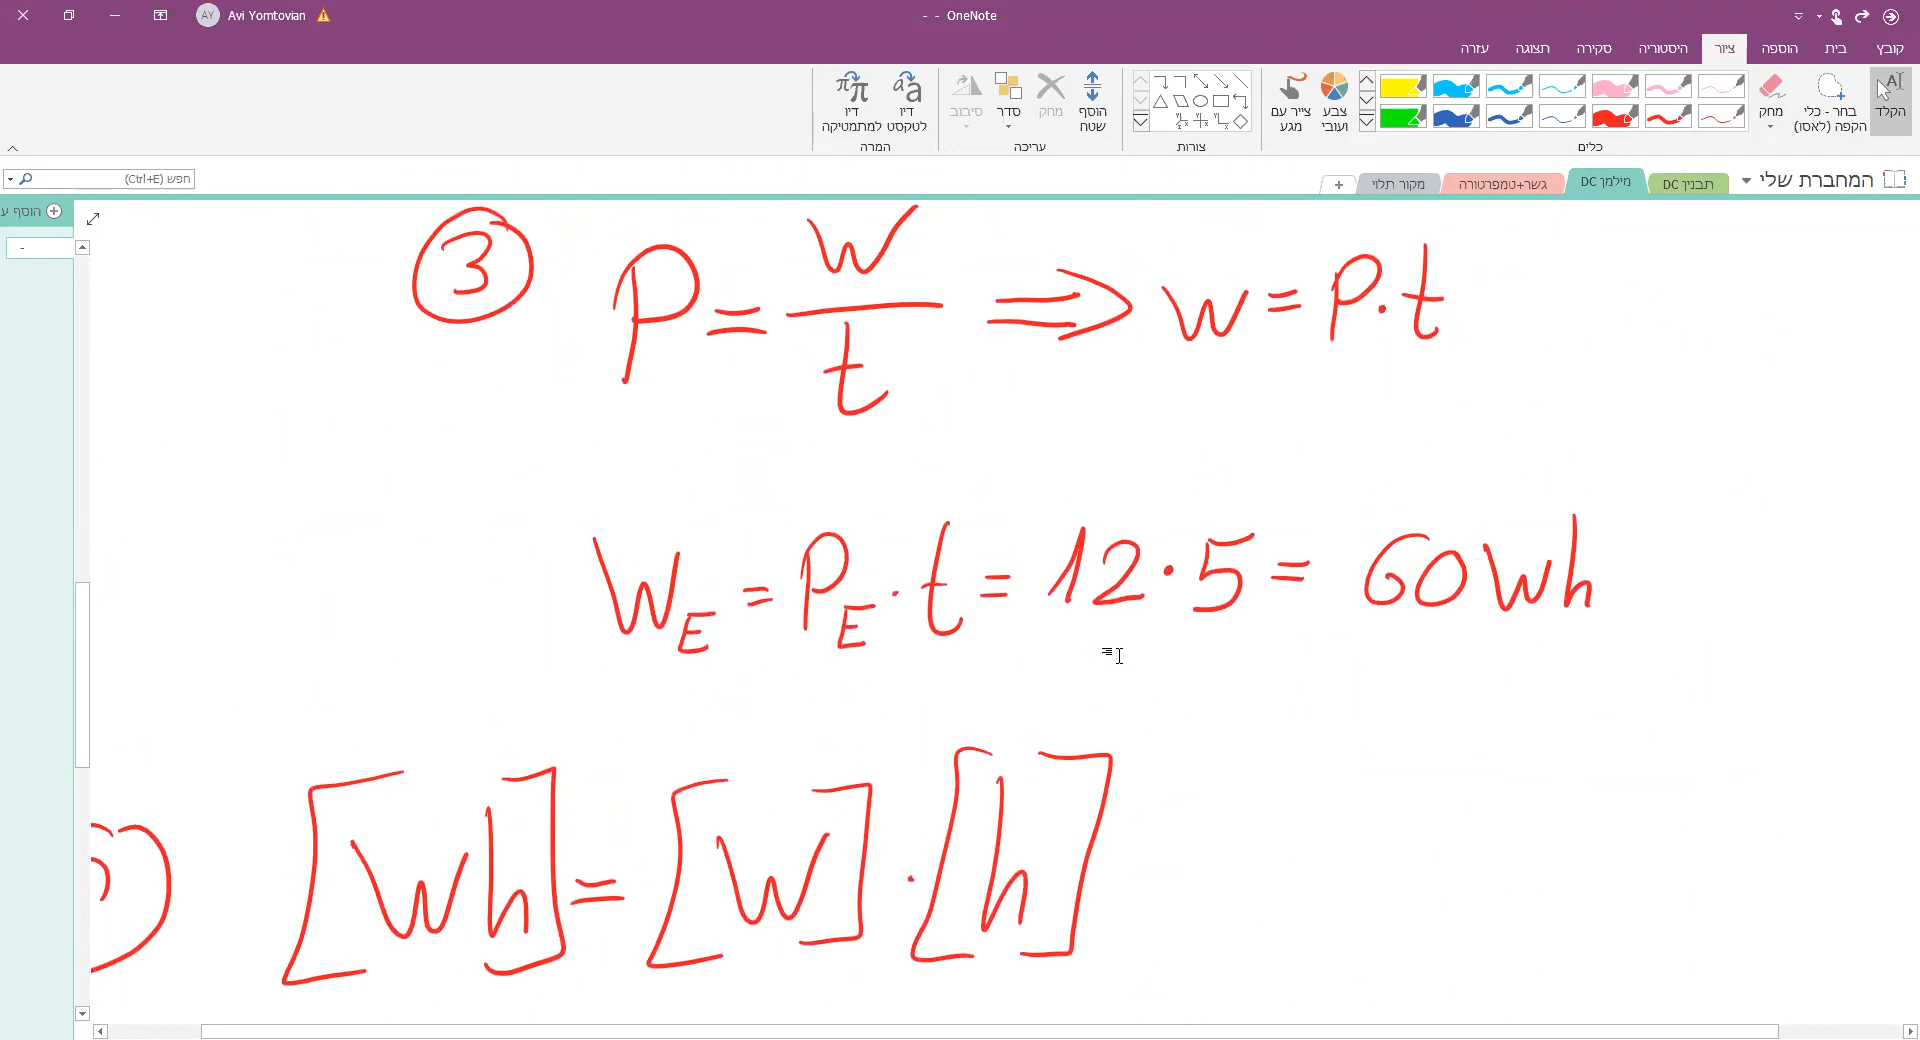 Avi Yomtovian
- - OneNote
קובץ בית הוספה ציור היסטוריה סקירה תצוגה עזרה
הקלד
בחר - כלי הקפה (לאסו)
מחק
כלים
צבע ועובי
צייר עם מגע
צורות
הוסף שטח
מחק
סדר
סיבוב
עריכה
דיו לטקסט
דיו למתמטיקה
המרה
המחברת שלי
תבנין DC
מילמן DC
גשר+טמפרטורה
מקור תלוי
+
חפש (Ctrl+E)
הוסף ע
-
3 P = W/t ⇒ W = P·t
W_E = P_E · t = 12 · 5 = 60Wh
[Wh] = [W] · [h]